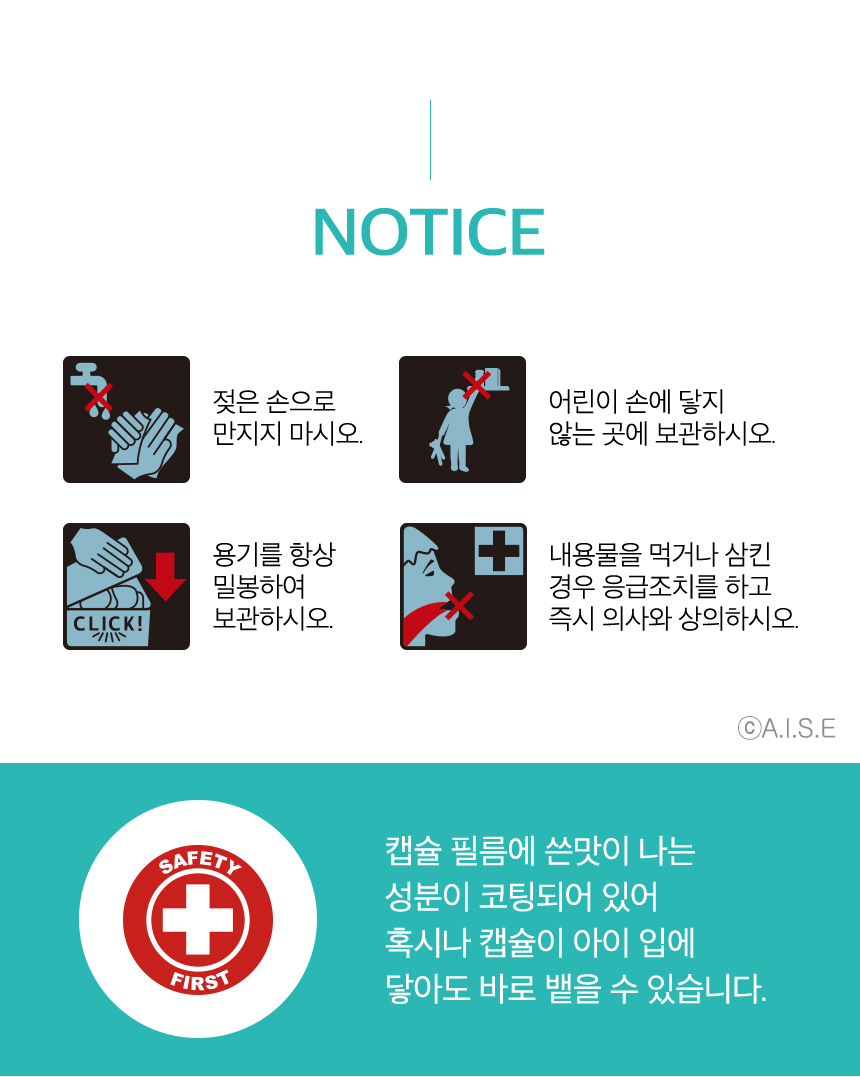 NOTICE
젖은 손으로
만지지 마시오.
어린이 손에 닿지
않는 곳에 보관하시오.
용기를 항상
밀봉하여
보관하시오.
CLICK!
내용물을 먹거나 삼킨
경우 응급조치를 하고
즉시 의사와 상의하시오.
ⓒA.I.S.E
SAFETY
FIRST
캡슐 필름에 쓴맛이 나는
성분이 코팅되어 있어
혹시나 캡슐이 아이 입에
닿아도 바로 뱉을 수 있습니다.